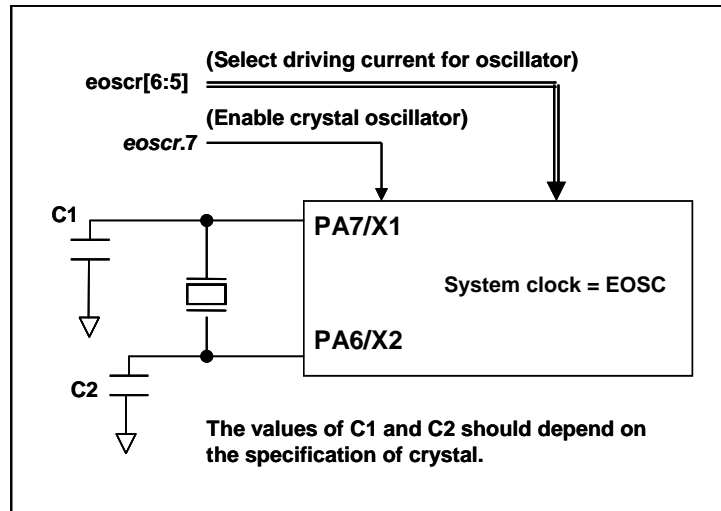 (Select driving current for oscillator)
eoscr[6:5]
(Enable crystal oscillator)
eoscr.7
C1
PA7/X1
System clock = EOSC
PA6/X2
C2
The values of C1 and C2 should depend on
the specification of crystal.